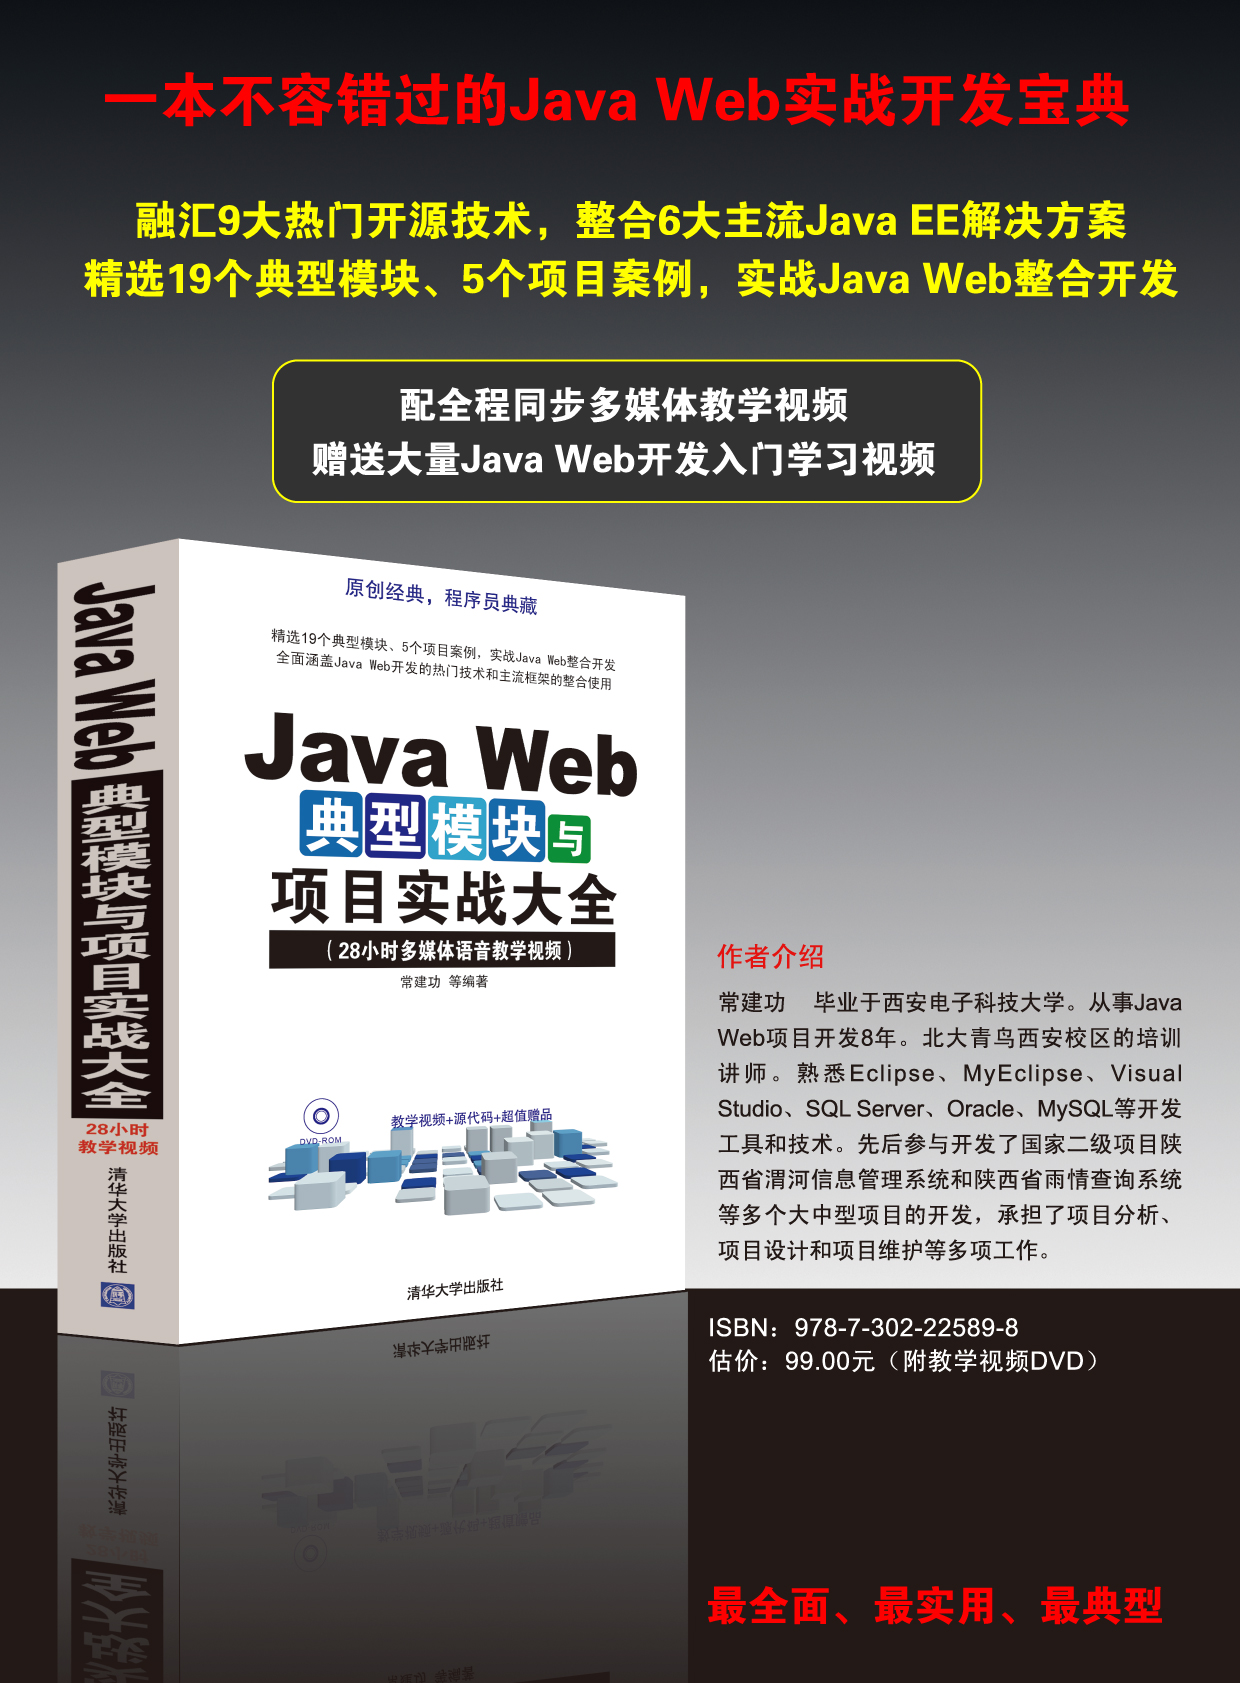 一本不容错过的Java Web实战开发宝典
融汇9大热门开源技术，整合6大主流Java EE解决方案
精选19个典型模块、5个项目案例，实战Java Web整合开发
配全程同步多媒体教学视频
赠送大量Java Web开发入门学习视频
Java Web
典型模块与项目实战大全
28小时
教学视频
清华大学出版社
原创经典，程序员典藏
精选19个典型模块、5个项目案例，实战Java Web整合开发
全面涵盖Java Web开发的热门技术和主流框架的整合使用
Java Web
典型模块与
项目实战大全
（28小时多媒体语音教学视频）
常建功 等编著
DVD-ROM
教学视频+源代码+超值赠品
清华大学出版社
作者介绍
常建功 毕业于西安电子科技大学。从事Java
Web项目开发8年。北大青鸟西安校区的培训
讲师。熟悉Eclipse、MyEclipse、Visual
Studio、SQL Server、Oracle、MySQL等开发
工具和技术。先后参与开发了国家二级项目陕
西省渭河信息管理系统和陕西省雨情查询系统
等多个大中型项目的开发，承担了项目分析、
项目设计和项目维护等多项工作。
ISBN：978-7-302-22589-8
估价：99.00元（附教学视频DVD）
最全面、最实用、最典型